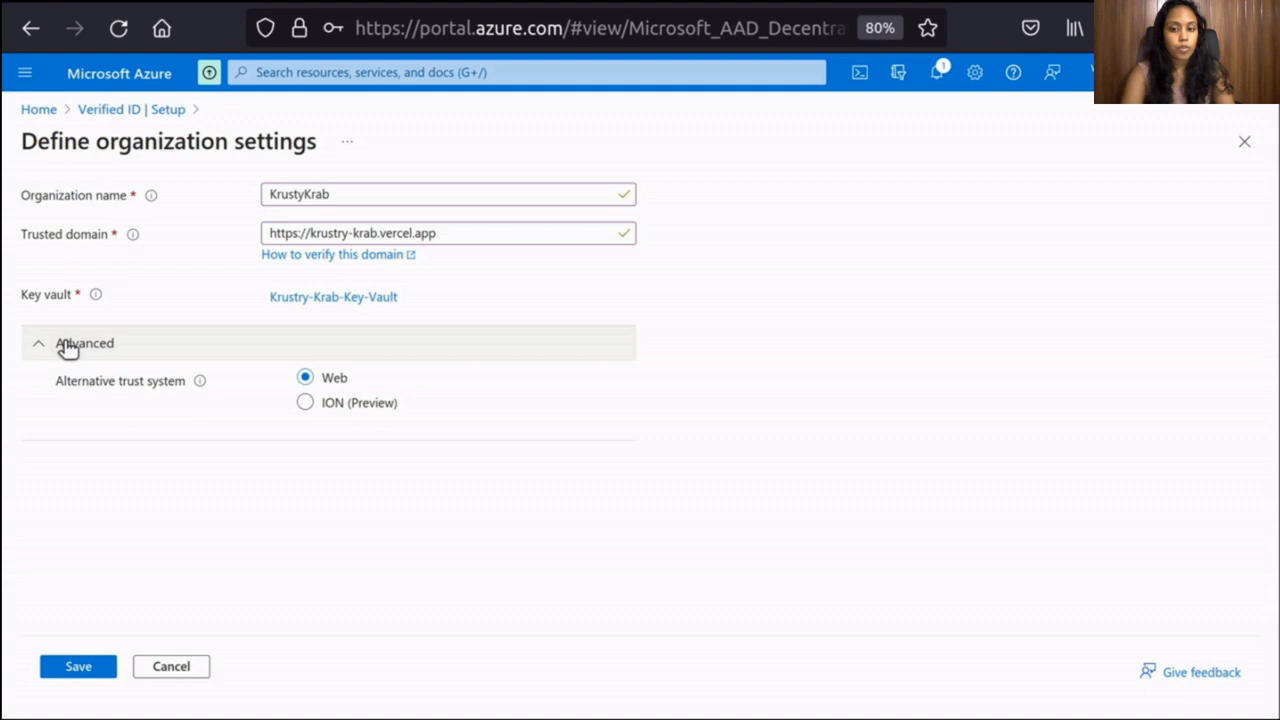 https://portal.azure.com/#view/Microsoft_AAD_Decentra
80%
Microsoft Azure
Search resources, services, and docs (G+/)
1
Home > Verified ID | Setup >
Define organization settings
...
Organization name *
KrustyKrab
Trusted domain *
https://krustry-krab.vercel.app
How to verify this domain
Key vault *
Krustry-Krab-Key-Vault
Advanced
Alternative trust system
Web
ION (Preview)
Save
Cancel
Give feedback